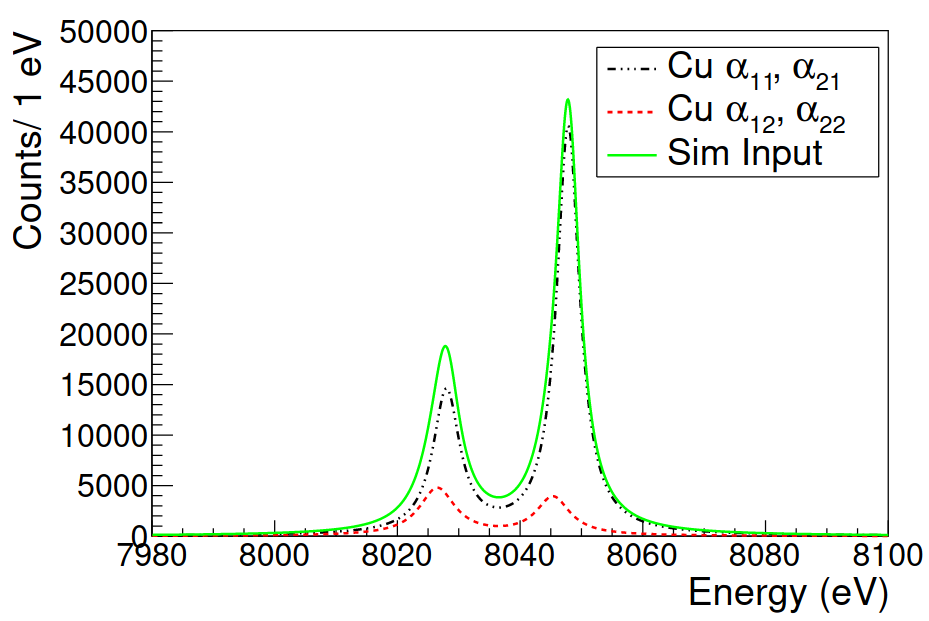 Counts/ 1 eV
50000
45000
40000
35000
30000
25000
20000
15000
10000
5000
0
7980 8000 8020 8040 8060 8080 8100
Energy (eV)
Cu α11, α21
Cu α12, α22
Sim Input